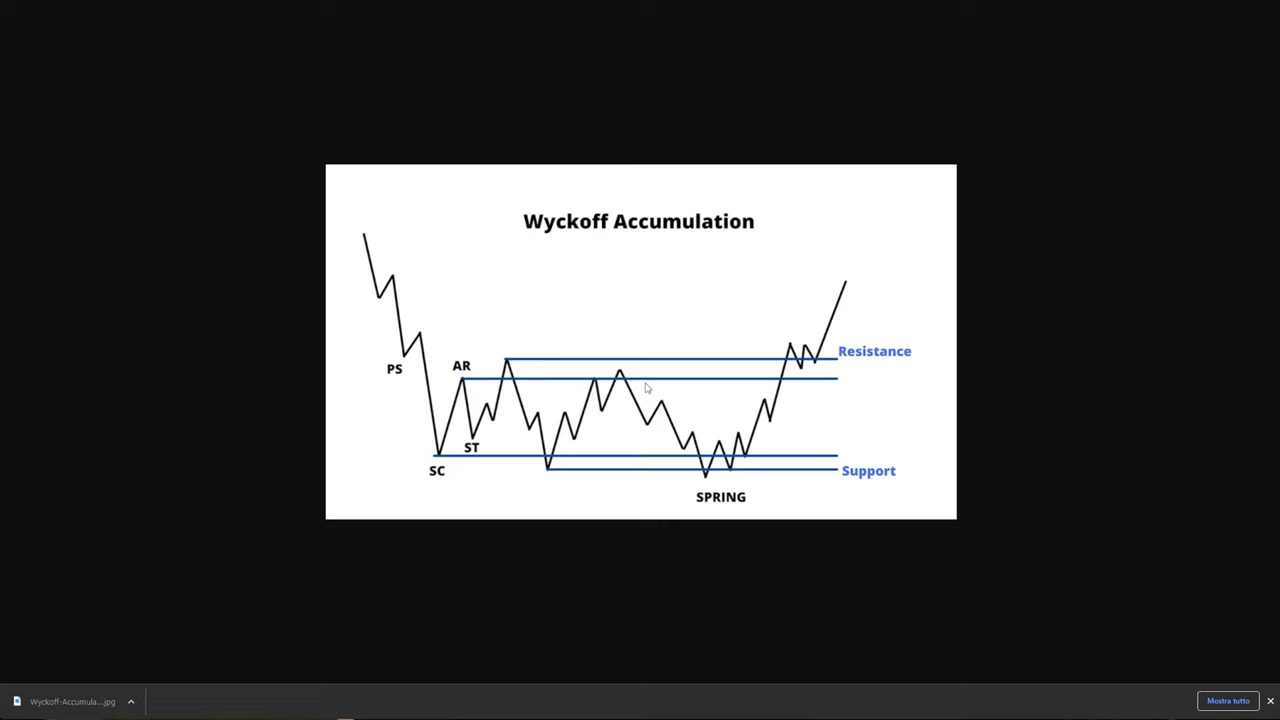 Wyckoff Accumulation
Resistance
AR
PS
ST
SC
Support
SPRING
Wyckoff-Accumula....jpg
Mostra tutto